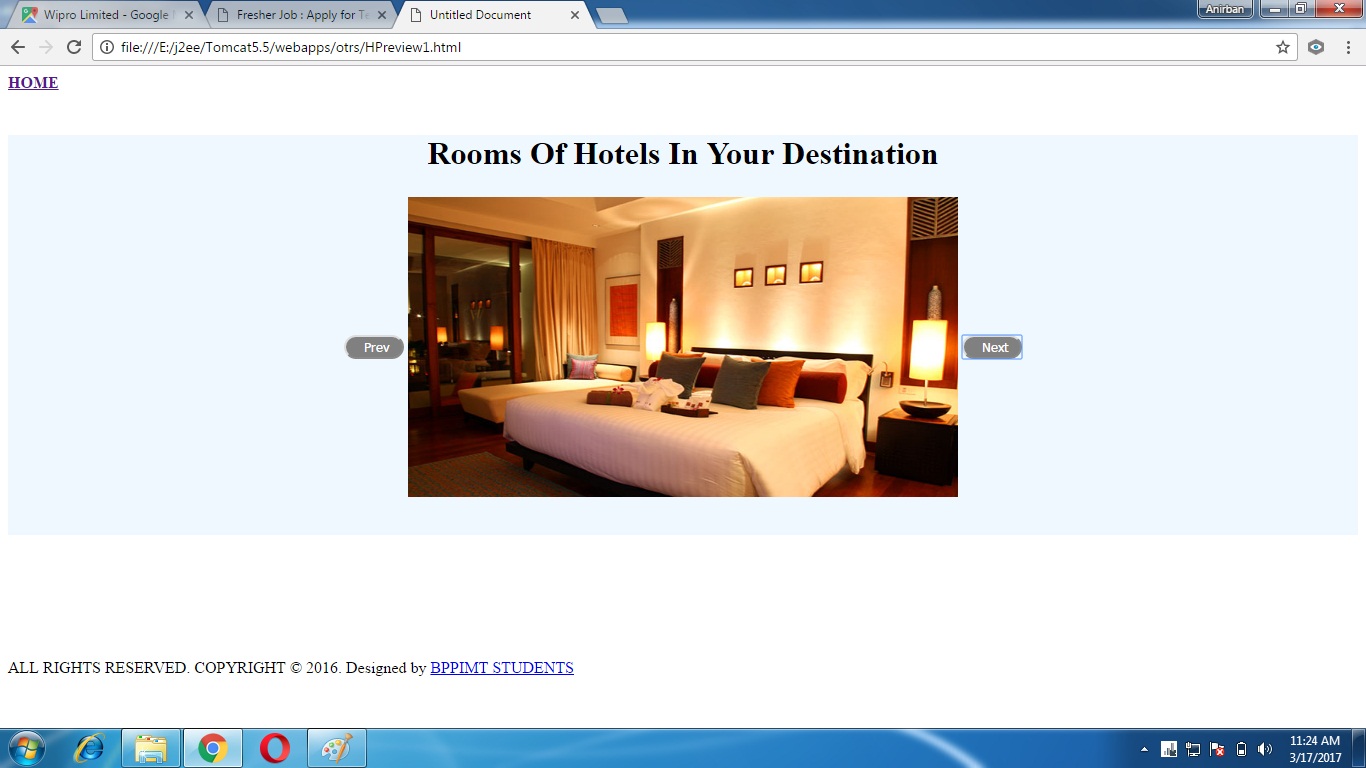 Wipro Limited - Google
Fresher Job : Apply for Te
Untitled Document
Anirban
file:///E:/j2ee/Tomcat5.5/webapps/otrs/HPreview1.html
HOME
Rooms Of Hotels In Your Destination
Prev
Next
ALL RIGHTS RESERVED. COPYRIGHT © 2016. Designed by BPPIMT STUDENTS
11:24 AM
3/17/2017